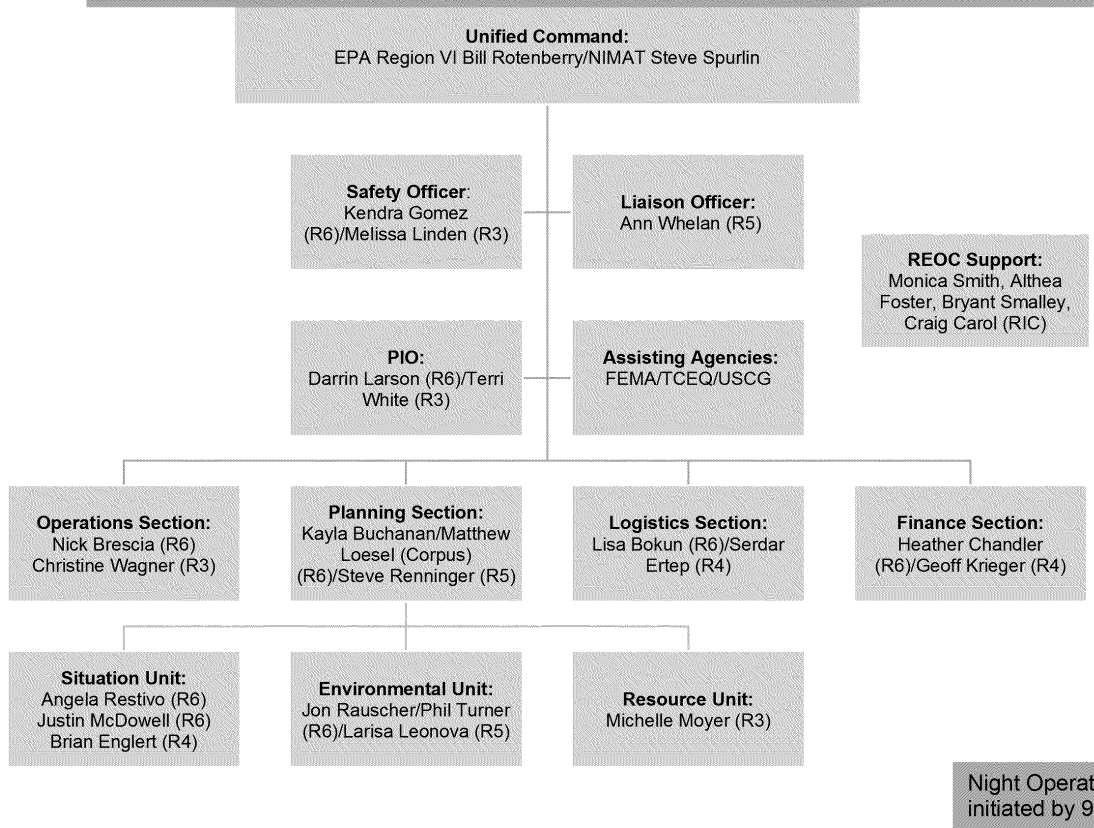 Unified Command:
EPA Region VI Bill Rotenberry/NIMAT Steve Spurlin
Safety Officer:
Kendra Gomez
(R6)/Melissa Linden (R3)
Liaison Officer:
Ann Whelan (R5)
REOC Support:
Monica Smith, Althea
Foster, Bryant Smalley,
Craig Carol (RIC)
PIO:
Darrin Larson (R6)/Terri
White (R3)
Assisting Agencies:
FEMA/TCEQ/USCG
Operations Section:
Nick Brescia (R6)
Christine Wagner (R3)
Planning Section:
Kayla Buchanan/Matthew
Loesel (Corpus)
(R6)/Steve Renninger (R5)
Logistics Section:
Lisa Bokun (R6)/Serdar
Ertep (R4)
Finance Section:
Heather Chandler
(R6)/Geoff Krieger (R4)
Situation Unit:
Angela Restivo (R6)
Justin McDowell (R6)
Brian Englert (R4)
Environmental Unit:
Jon Rauscher/Phil Turner
(R6)/Larisa Leonova (R5)
Resource Unit:
Michelle Moyer (R3)
Night Operat
initiated by 9